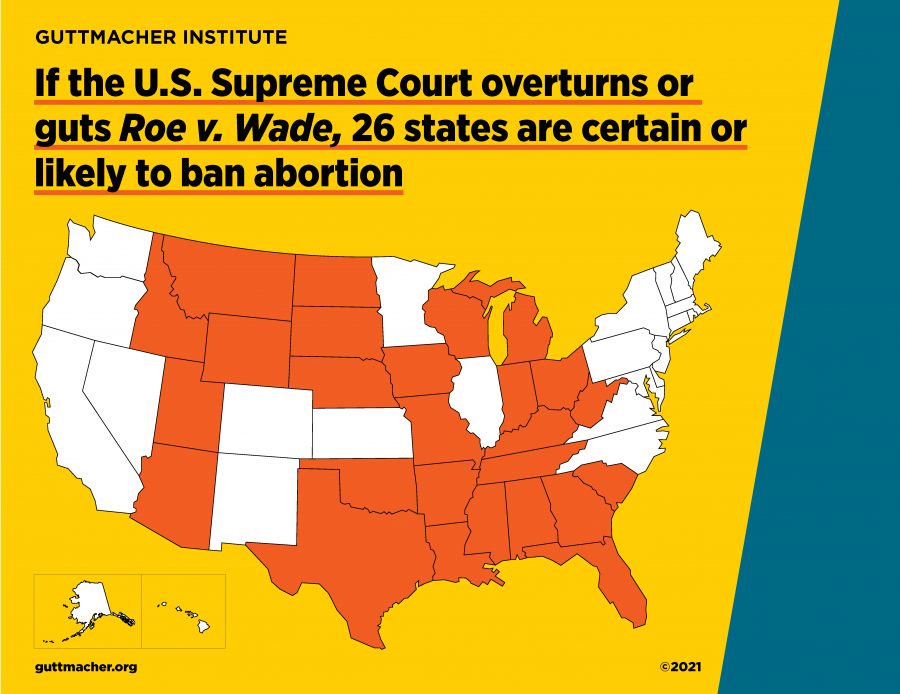 GUTTMACHER INSTITUTE
If the U.S. Supreme Court overturns or
guts Roe v. Wade, 26 states are certain or
likely to ban abortion
guttmacher.org
©2021